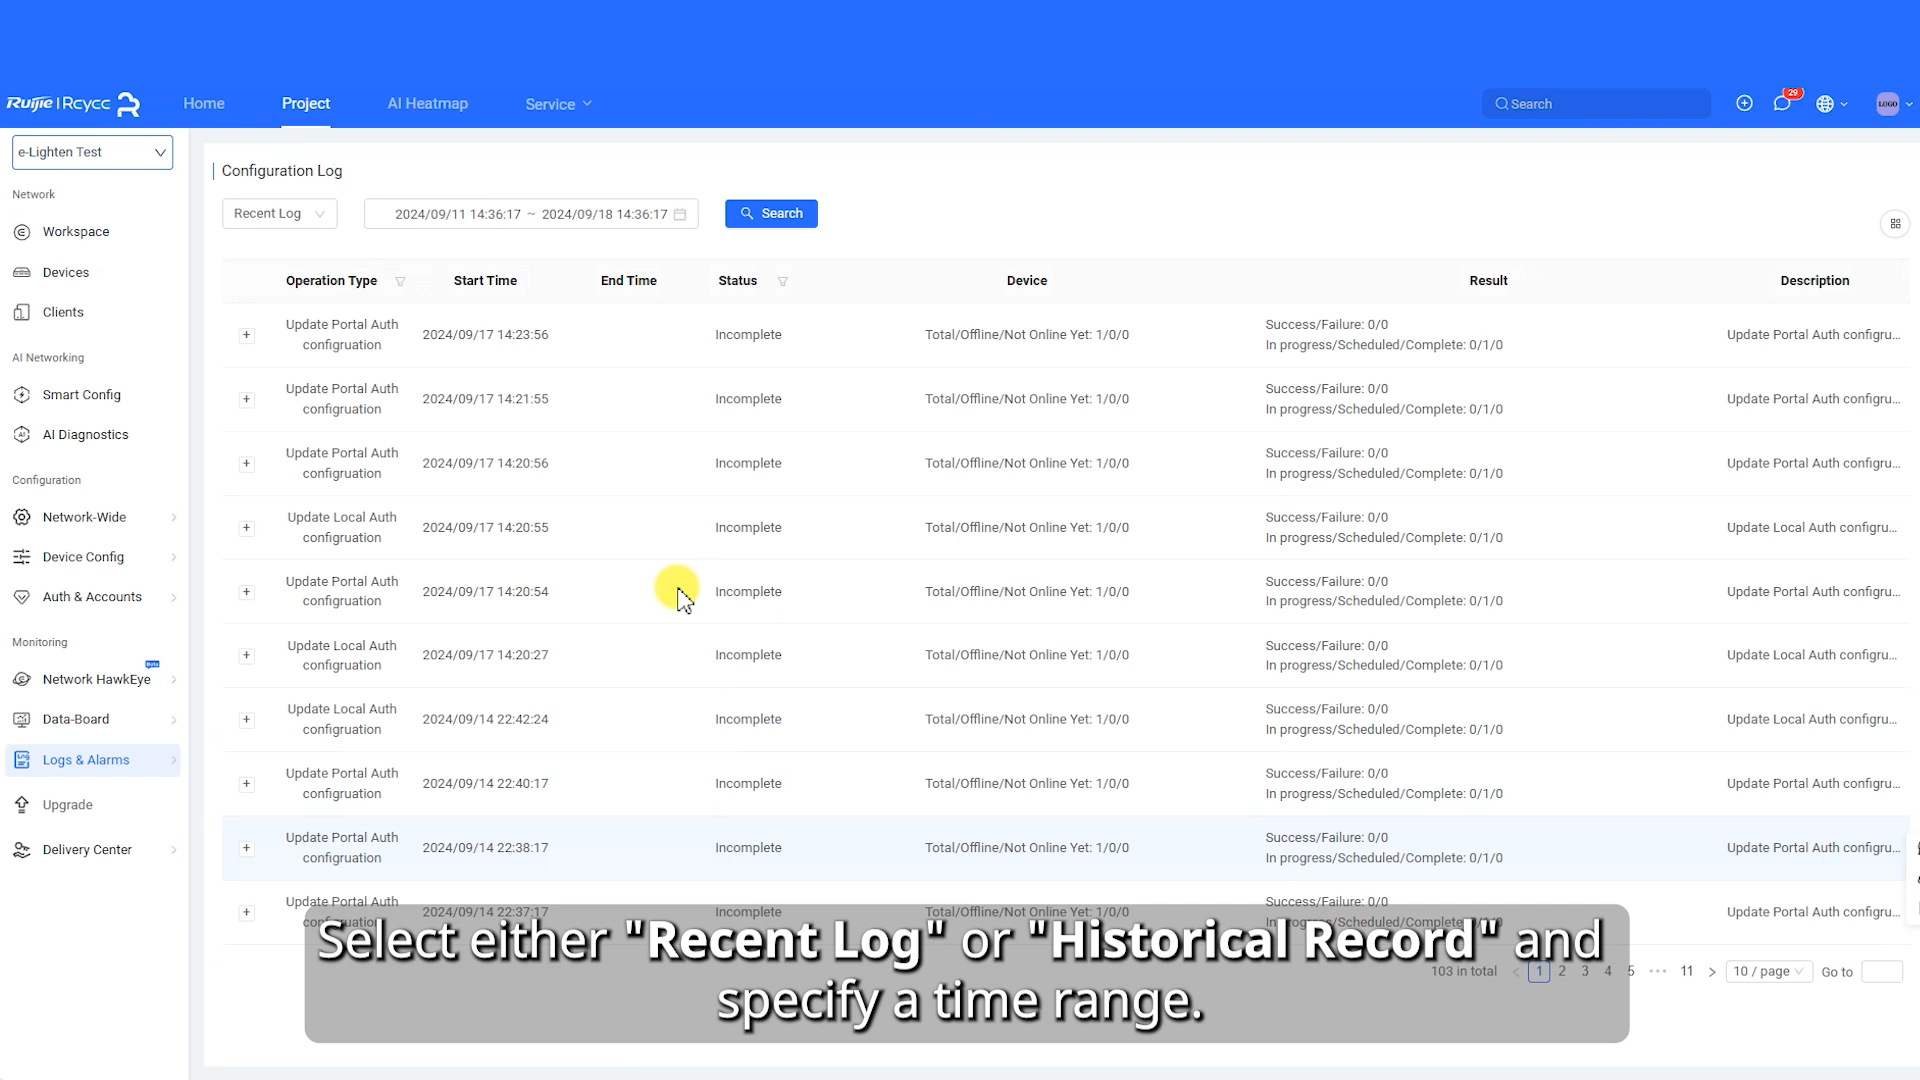 Ruijie | Rcycc
Home
Project
AI Heatmap
Service
Search
29
LOGO
e-Lighten Test
Network
Workspace
Devices
Clients
AI Networking
Smart Config
AI Diagnostics
Configuration
Network-Wide
Device Config
Auth & Accounts
Monitoring
Beta
Network HawkEye
Data-Board
Logs & Alarms
Upgrade
Delivery Center
Configuration Log
Recent Log
2024/09/11 14:36:17 ~ 2024/09/18 14:36:17
Search
Operation Type Start Time End Time Status Device Result Description
Update Portal Auth
configruation
2024/09/17 14:23:56
Incomplete
Total/Offline/Not Online Yet: 1/0/0
Success/Failure: 0/0
In progress/Scheduled/Complete: 0/1/0
Update Portal Auth configru...
Update Portal Auth
configruation
2024/09/17 14:21:55
Incomplete
Total/Offline/Not Online Yet: 1/0/0
Success/Failure: 0/0
In progress/Scheduled/Complete: 0/1/0
Update Portal Auth configru...
Update Portal Auth
configruation
2024/09/17 14:20:56
Incomplete
Total/Offline/Not Online Yet: 1/0/0
Success/Failure: 0/0
In progress/Scheduled/Complete: 0/1/0
Update Portal Auth configru...
Update Local Auth
configruation
2024/09/17 14:20:55
Incomplete
Total/Offline/Not Online Yet: 1/0/0
Success/Failure: 0/0
In progress/Scheduled/Complete: 0/1/0
Update Local Auth configru...
Update Portal Auth
configruation
2024/09/17 14:20:54
Incomplete
Total/Offline/Not Online Yet: 1/0/0
Success/Failure: 0/0
In progress/Scheduled/Complete: 0/1/0
Update Portal Auth configru...
Update Local Auth
configruation
2024/09/17 14:20:27
Incomplete
Total/Offline/Not Online Yet: 1/0/0
Success/Failure: 0/0
In progress/Scheduled/Complete: 0/1/0
Update Local Auth configru...
Update Local Auth
configruation
2024/09/14 22:42:24
Incomplete
Total/Offline/Not Online Yet: 1/0/0
Success/Failure: 0/0
In progress/Scheduled/Complete: 0/1/0
Update Local Auth configru...
Update Portal Auth
configruation
2024/09/14 22:40:17
Incomplete
Total/Offline/Not Online Yet: 1/0/0
Success/Failure: 0/0
In progress/Scheduled/Complete: 0/1/0
Update Portal Auth configru...
Update Portal Auth
configruation
2024/09/14 22:38:17
Incomplete
Total/Offline/Not Online Yet: 1/0/0
Success/Failure: 0/0
In progress/Scheduled/Complete: 0/1/0
Update Portal Auth configru...
Update Portal Auth
configruation
2024/09/14 22:37:17
Incomplete
Total/Offline/Not Online Yet: 1/0/0
Success/Failure: 0/0
In progress/Scheduled/Complete: 0/1/0
Update Portal Auth configru...
Select either "Recent Log" or "Historical Record" and
specify a time range.
103 in total < 1 2 3 4 5 ··· 11 > 10 / page Go to